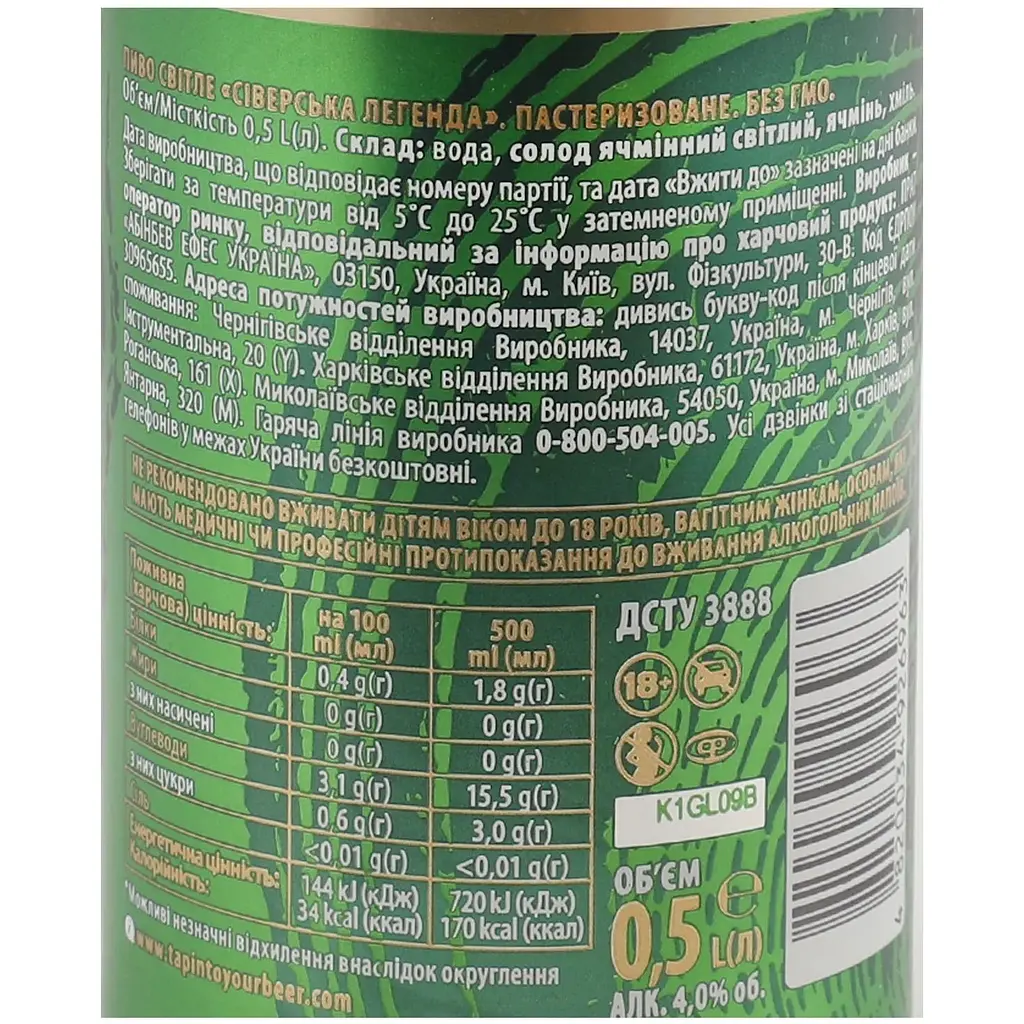 ПИВО СВІТЛЕ «СІВЕРСЬКА ЛЕГЕНДА». ПАСТЕРИЗОВАНЕ. БЕЗ ГМО.
Об'єм/Місткість 0,5 L(л). Склад: вода, солод ячмінний світлий, ячмінь, хміль.
Дата виробництва, що відповідає номеру партії, та дата «Вжити до» зазначені на дні банки.
Зберігати за температури від 5°С до 25°С у затемненому приміщенні. Виробник –
оператор ринку, відповідальний за інформацію про харчовий продукт: ПРАТ
«АБІНБЕВ ЕФЕС УКРАЇНА», 03150, Україна, м. Київ, вул. Фізкультури, 30-В. Код ЄДРПОУ
30965655. Адреса потужностей виробництва: дивись букву-код після кінцевої дати
споживання: Чернігівське відділення Виробника, 14037, Україна, м. Чернігів, вул.
Інструментальна, 20 (Y). Харківське відділення Виробника, 61172, Україна, м. Харків, вул.
Роганська, 161 (X). Миколаївське відділення Виробника, 54050, Україна, м. Миколаїв, вул.
Янтарна, 320 (М). Гаряча лінія виробника 0-800-504-005. Усі дзвінки зі стаціонарних
телефонів у межах України безкоштовні.
НЕ РЕКОМЕНДОВАНО ВЖИВАТИ ДІТЯМ ВІКОМ ДО 18 РОКІВ, ВАГІТНИМ ЖІНКАМ, ОСОБАМ, ЯКІ
МАЮТЬ МЕДИЧНІ ЧИ ПРОФЕСІЙНІ ПРОТИПОКАЗАННЯ ДО ВЖИВАННЯ АЛКОГОЛЬНИХ НАПОЇВ.
Поживна
(харчова) цінність:
на 100
ml (мл)
500
ml (мл)
Білки
0,4 g(г)
1,8 g(г)
Жири
0 g(г)
0 g(г)
з них насичені
0 g(г)
0 g(г)
Вуглеводи
3,1 g(г)
15,5 g(г)
з них цукри
0,6 g(г)
3,0 g(г)
Сіль
<0,01 g(г)
<0,01 g(г)
Енергетична цінність:
Калорійність:
144 kJ (кДж)
34 kcal (ккал)
720 kJ (кДж)
170 kcal (ккал)
*Можливі незначні відхилення внаслідок округлення
www.tapintoyourbeer.com
ДСТУ 3888
18+
K1GL09B
ОБ'ЄМ
0,5 L(Л)
℮
АЛК. 4,0% об.